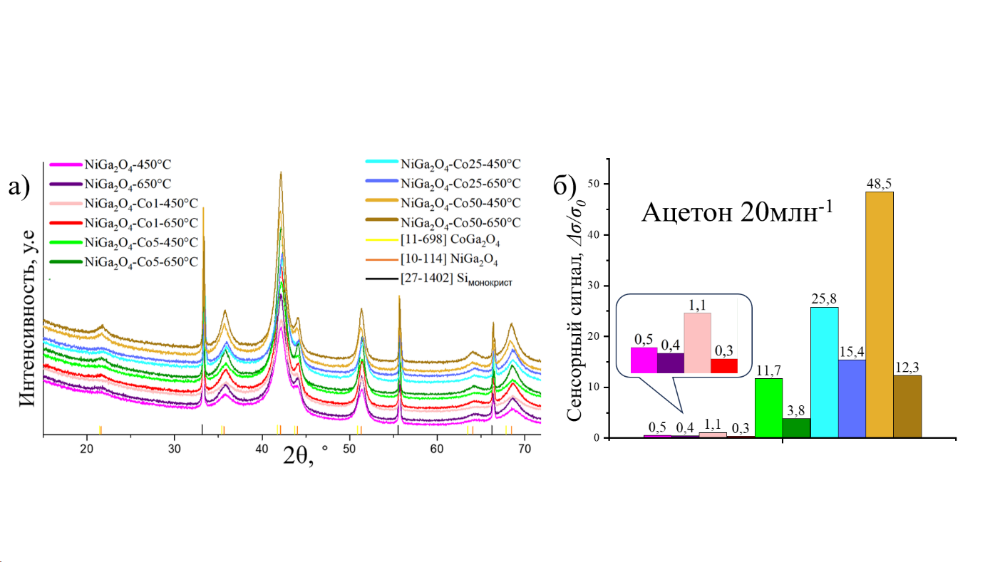 а)
Интенсивность, у.е
NiGa2O4-450°C
NiGa2O4-650°C
NiGa2O4-Co1-450°C
NiGa2O4-Co1-650°C
NiGa2O4-Co5-450°C
NiGa2O4-Co5-650°C
NiGa2O4-Co25-450°C
NiGa2O4-Co25-650°C
NiGa2O4-Co50-450°C
NiGa2O4-Co50-650°C
[11-698] CoGa2O4
[10-114] NiGa2O4
[27-1402] Siмонокрист
20 30 40 50 60 70
2θ, °
б)
Сенсорный сигнал, Δσ/σ0
50
40
30
20
10
0
Ацетон 20млн-1
0,5 0,4 1,1 0,3
0,5 0,4 1,1 0,3 11,7 3,8 25,8 15,4 48,5 12,3